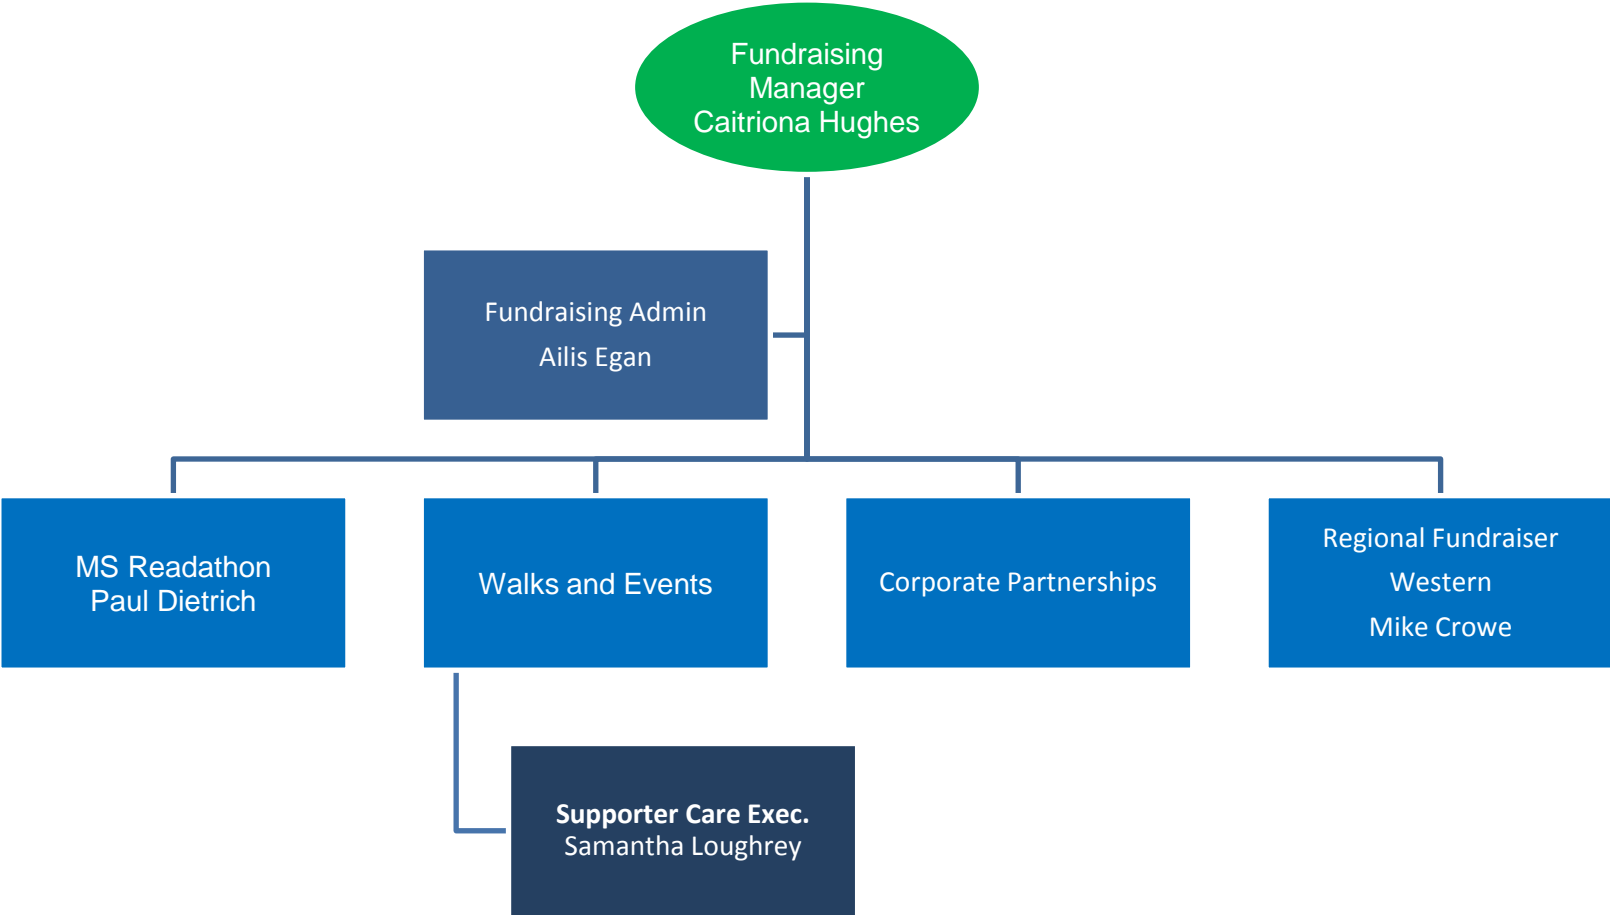 Fundraising
Manager
Caitriona Hughes
Fundraising Admin
Ailis Egan
MS Readathon
Paul Dietrich
Walks and Events
Corporate Partnerships
Regional Fundraiser
Western
Mike Crowe
Supporter Care Exec.
Samantha Loughrey